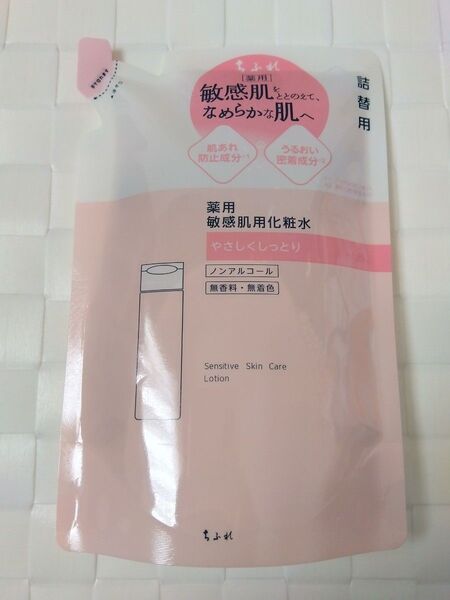 ちふれ
[薬用]
敏感肌をととのえて、
なめらかな肌へ
詰替用
肌あれ
防止成分*1
うるおい
密着成分*2
薬用
敏感肌用化粧水
やさしくしっとり
ノンアルコール
無香料・無着色
Sensitive Skin Care
Lotion
ちふれ